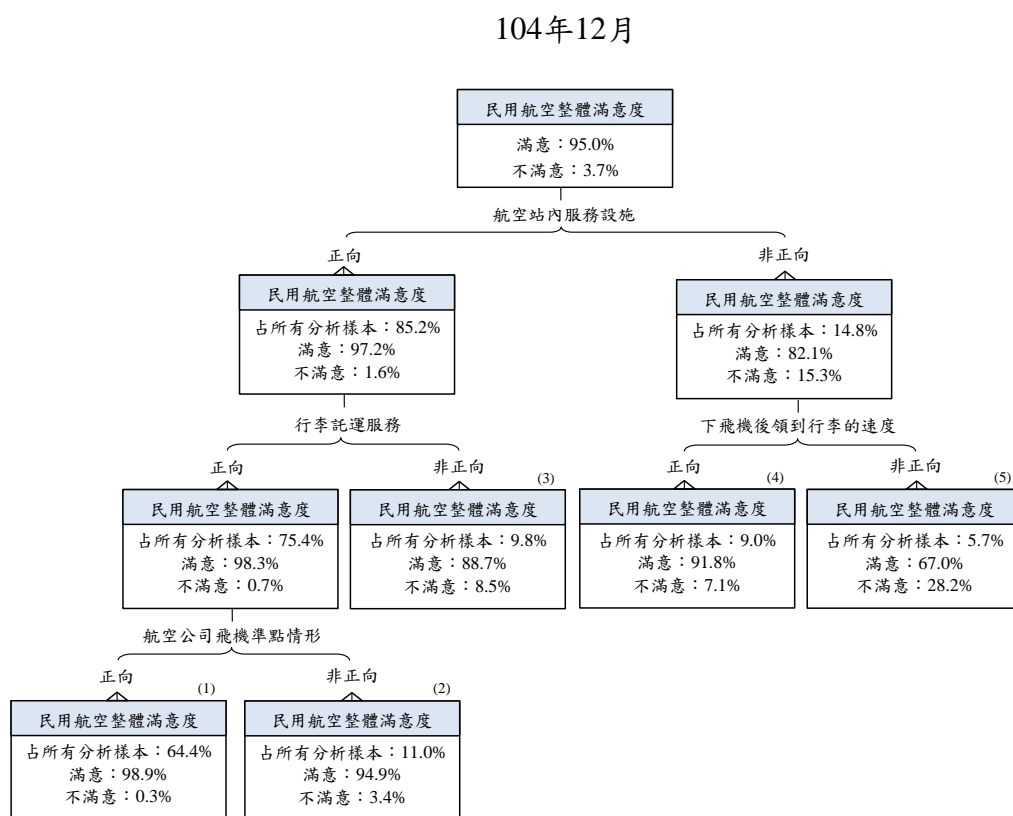 104年12月
民用航空整體滿意度
滿意：95.0%
不滿意：3.7%
航空站內服務設施
正向
非正向
民用航空整體滿意度
占所有分析樣本：85.2%
滿意：97.2%
不滿意：1.6%
民用航空整體滿意度
占所有分析樣本：14.8%
滿意：82.1%
不滿意：15.3%
行李託運服務
下飛機後領到行李的速度
正向
非正向
(3)
正向
(4)
非正向
(5)
民用航空整體滿意度
占所有分析樣本：75.4%
滿意：98.3%
不滿意：0.7%
民用航空整體滿意度
占所有分析樣本：9.8%
滿意：88.7%
不滿意：8.5%
民用航空整體滿意度
占所有分析樣本：9.0%
滿意：91.8%
不滿意：7.1%
民用航空整體滿意度
占所有分析樣本：5.7%
滿意：67.0%
不滿意：28.2%
航空公司飛機準點情形
正向
(1)
非正向
(2)
民用航空整體滿意度
占所有分析樣本：64.4%
滿意：98.9%
不滿意：0.3%
民用航空整體滿意度
占所有分析樣本：11.0%
滿意：94.9%
不滿意：3.4%